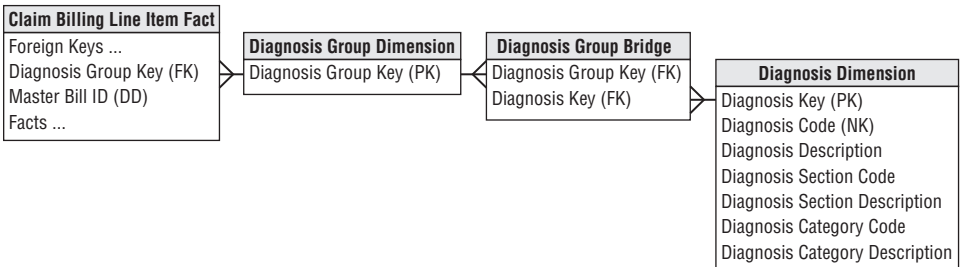 Claim Billing Line Item Fact
Foreign Keys ...
Diagnosis Group Key (FK)
Master Bill ID (DD)
Facts ...
Diagnosis Group Dimension
Diagnosis Group Key (PK)
Diagnosis Group Bridge
Diagnosis Group Key (FK)
Diagnosis Key (FK)
Diagnosis Dimension
Diagnosis Key (PK)
Diagnosis Code (NK)
Diagnosis Description
Diagnosis Section Code
Diagnosis Section Description
Diagnosis Category Code
Diagnosis Category Description